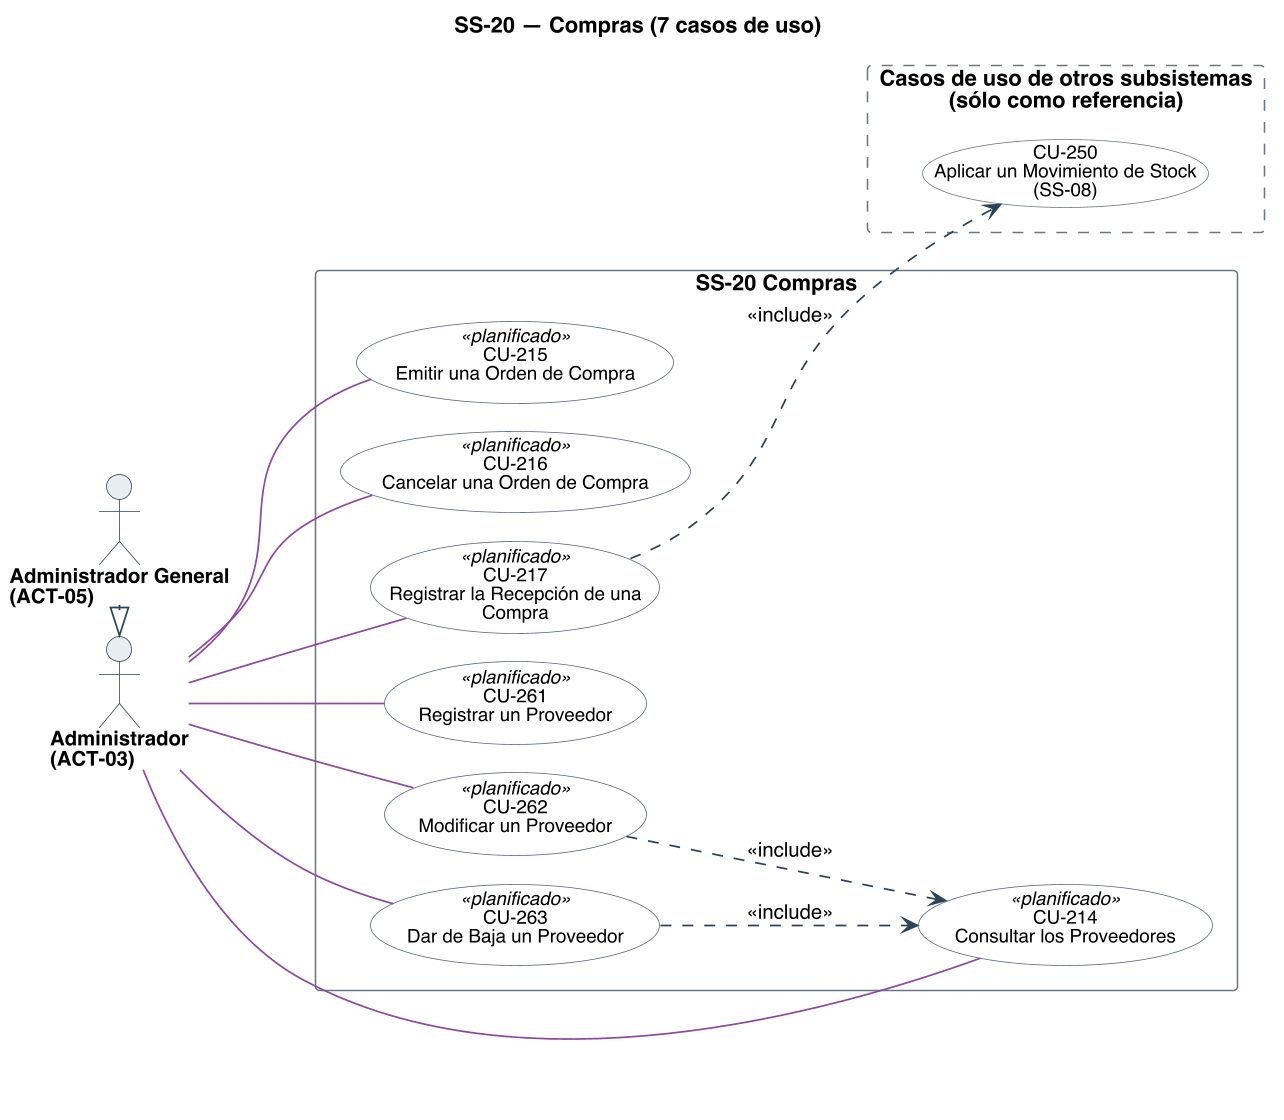 SS-20 — Compras (7 casos de uso)
Casos de uso de otros subsistemas
(sólo como referencia)
CU-250
Aplicar un Movimiento de Stock
(SS-08)
SS-20 Compras
«include»
«planificado»
CU-215
Emitir una Orden de Compra
«planificado»
CU-216
Cancelar una Orden de Compra
Administrador General
(ACT-05)
«planificado»
CU-217
Registrar la Recepción de una
Compra
«planificado»
CU-261
Registrar un Proveedor
Administrador
(ACT-03)
«planificado»
CU-262
Modificar un Proveedor
«include»
«planificado»
CU-263
Dar de Baja un Proveedor
«include»
«planificado»
CU-214
Consultar los Proveedores